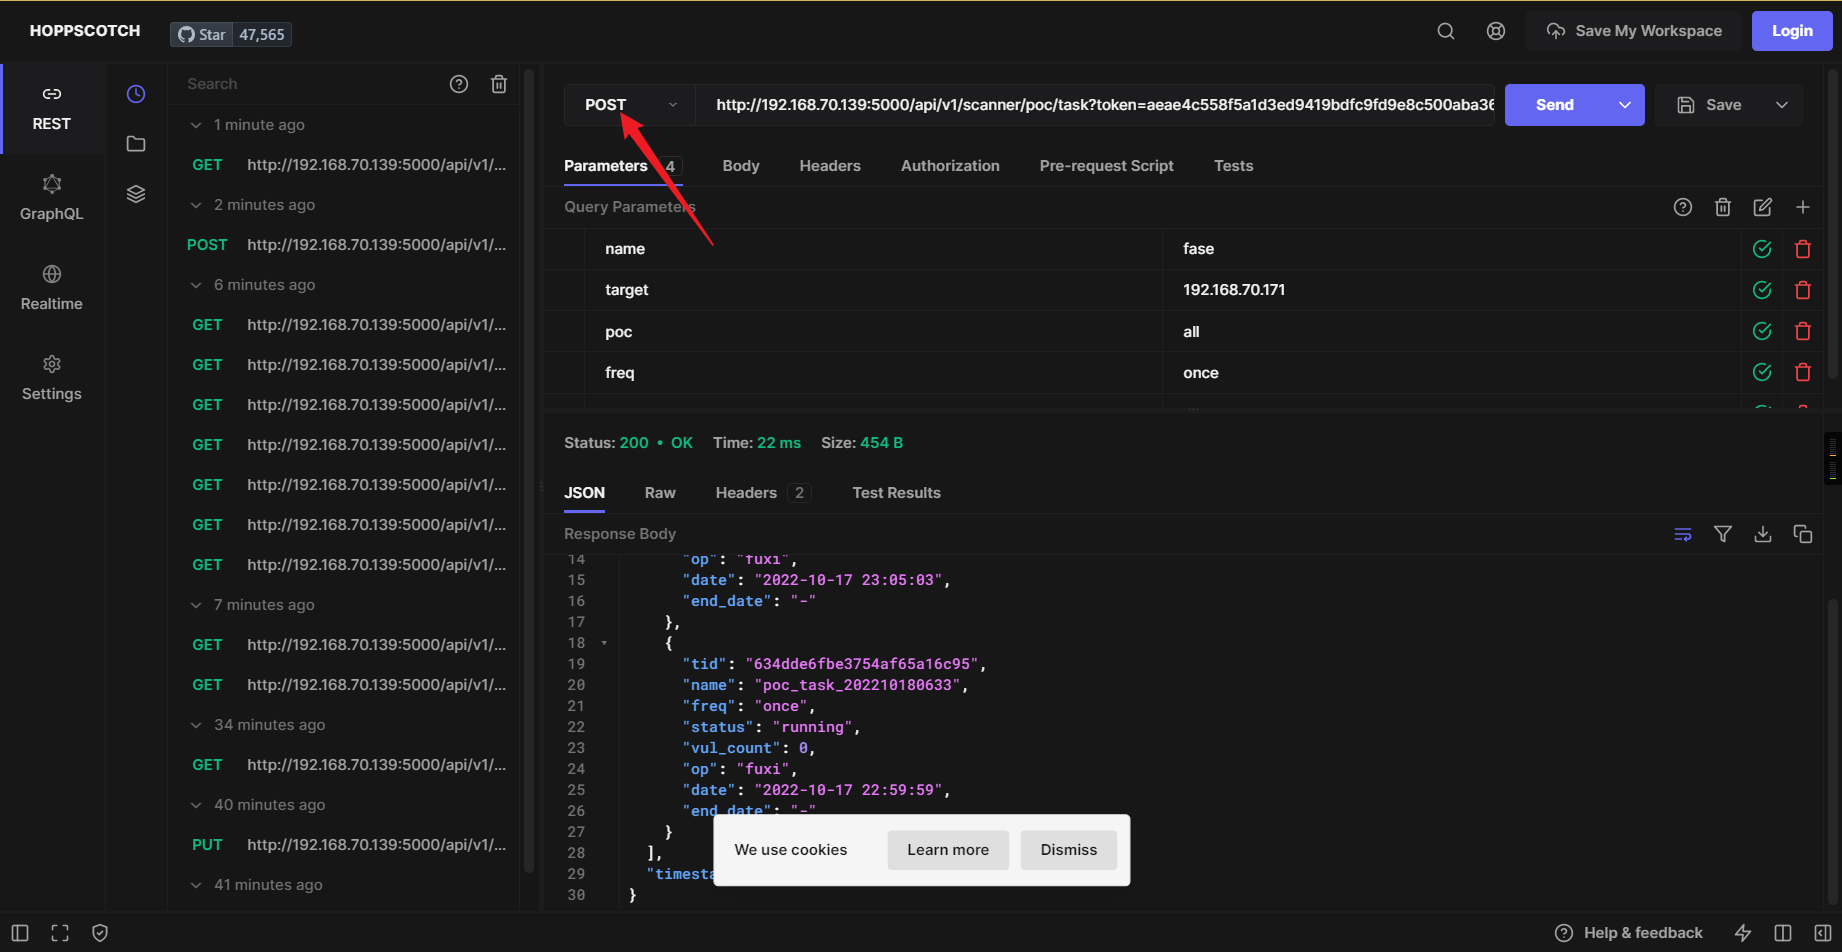 HOPPSCOTCH
Star 47,565
Save My Workspace
Login
REST
GraphQL
Realtime
Settings
Search
1 minute ago
GET http://192.168.70.139:5000/api/v1/...
2 minutes ago
POST http://192.168.70.139:5000/api/v1/...
6 minutes ago
GET http://192.168.70.139:5000/api/v1/...
GET http://192.168.70.139:5000/api/v1/...
GET http://192.168.70.139:5000/api/v1/...
GET http://192.168.70.139:5000/api/v1/...
GET http://192.168.70.139:5000/api/v1/...
GET http://192.168.70.139:5000/api/v1/...
GET http://192.168.70.139:5000/api/v1/...
7 minutes ago
GET http://192.168.70.139:5000/api/v1/...
GET http://192.168.70.139:5000/api/v1/...
34 minutes ago
GET http://192.168.70.139:5000/api/v1/...
40 minutes ago
PUT http://192.168.70.139:5000/api/v1/...
41 minutes ago
POST http://192.168.70.139:5000/api/v1/scanner/poc/task?token=aeae4c558f5a1d3ed9419bdfc9fd9e8c500aba36
Send
Save
Parameters 4 Body Headers Authorization Pre-request Script Tests
Query Parameters
name fase
target 192.168.70.171
poc all
freq once
Status: 200 • OK Time: 22 ms Size: 454 B
JSON Raw Headers 2 Test Results
Response Body
14 "op": "fuxi",
15 "date": "2022-10-17 23:05:03",
16 "end_date": "-"
17 },
18 {
19 "tid": "634dde6fbe3754af65a16c95",
20 "name": "poc_task_202210180633",
21 "freq": "once",
22 "status": "running",
23 "vul_count": 0,
24 "op": "fuxi",
25 "date": "2022-10-17 22:59:59",
26 "end_date": "-"
27 }
28 ],
29 "timesta
30 }
We use cookies
Learn more
Dismiss
Help & feedback